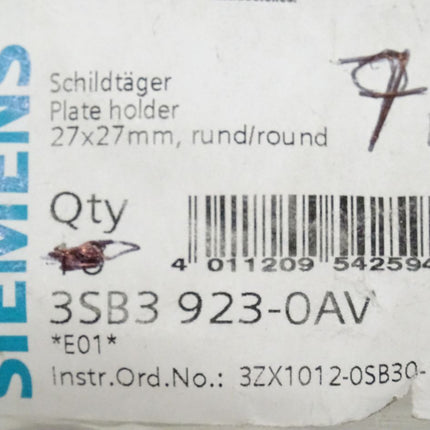 SIEMENS
Schildtäger
Plate holder
27x27mm, rund/round
7
Qty
4 011209 542594
3SB3 923-0AV
*E01*
Instr.Ord.No.: 3ZX1012-0SB30-